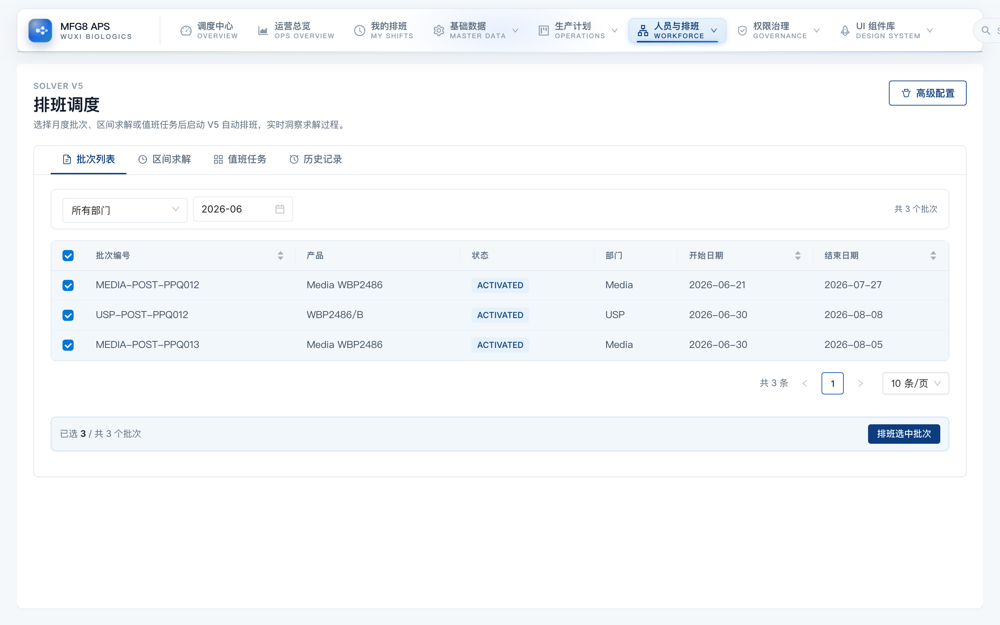 MFG8 APS
WUXI BIOLOGICS
调度中心
OVERVIEW
运营总览
OPS OVERVIEW
我的排班
MY SHIFTS
基础数据
MASTER DATA
生产计划
OPERATIONS
人员与排班
WORKFORCE
权限治理
GOVERNANCE
UI 组件库
DESIGN SYSTEM
SOLVER V5
排班调度
选择月度批次、区间求解或值班任务后启动 V5 自动排班，实时洞察求解过程。
高级配置
批次列表 区间求解 值班任务 历史记录
所有部门 2026-06 共 3 个批次
批次编号 产品 状态 部门 开始日期 结束日期
MEDIA-POST-PPQ012 Media WBP2486 ACTIVATED Media 2026-06-21 2026-07-27
USP-POST-PPQ012 WBP2486/B ACTIVATED USP 2026-06-30 2026-08-08
MEDIA-POST-PPQ013 Media WBP2486 ACTIVATED Media 2026-06-30 2026-08-05
共 3 条 1 10 条/页
已选 3 / 共 3 个批次 排班选中批次